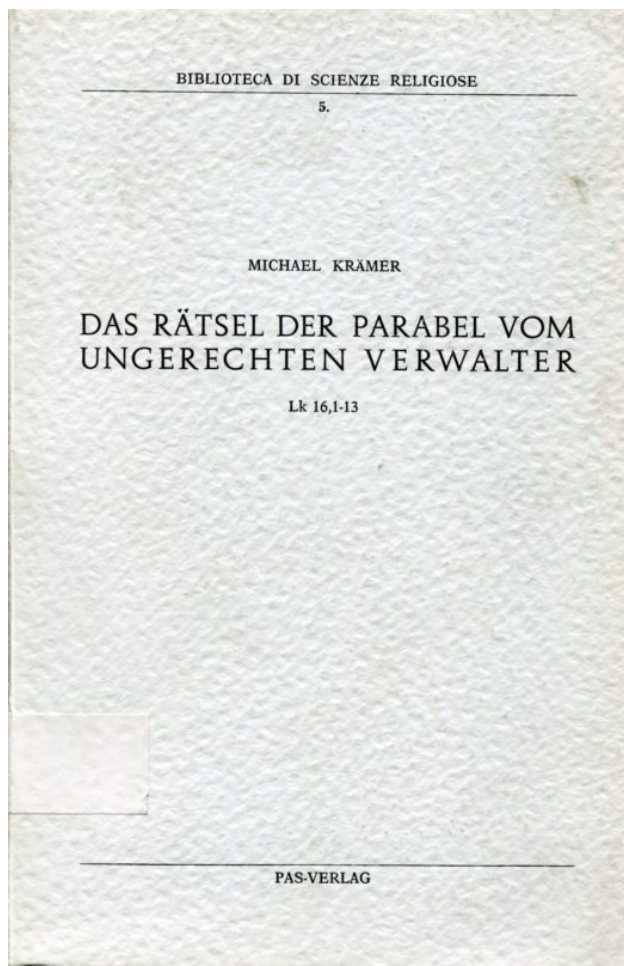 BIBLIOTECA DI SCIENZE RELIGIOSE
5.
MICHAEL KRÄMER
DAS RÄTSEL DER PARABEL VOM
UNGERECHTEN VERWALTER
Lk 16,1-13
PAS-VERLAG